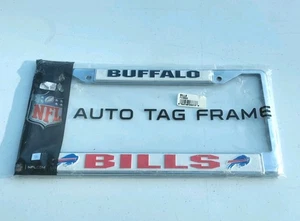 BUFFALO
NFL
AUTO TAG FRAME
BILLS